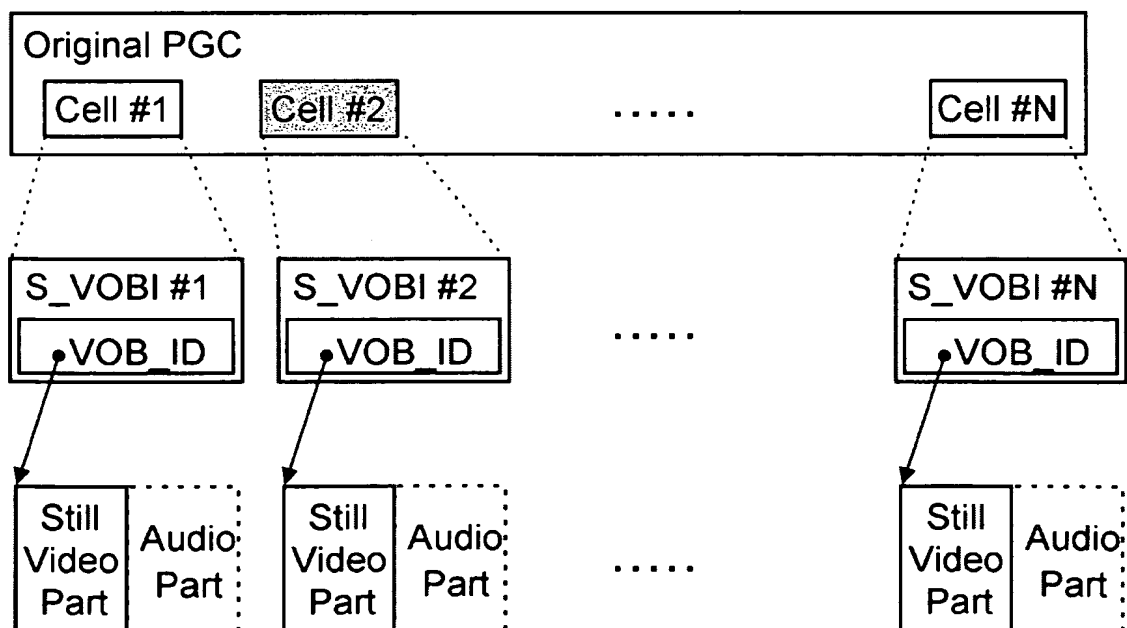 Original PGC
Cell #1 Cell #2 ..... Cell #N
S_VOBI #1 S_VOBI #2 S_VOBI #N
.....
VOB_ID VOB_ID VOB_ID
Still Video Part
Audio Part
Still Video Part
Audio Part
.....
Still Video Part
Audio Part